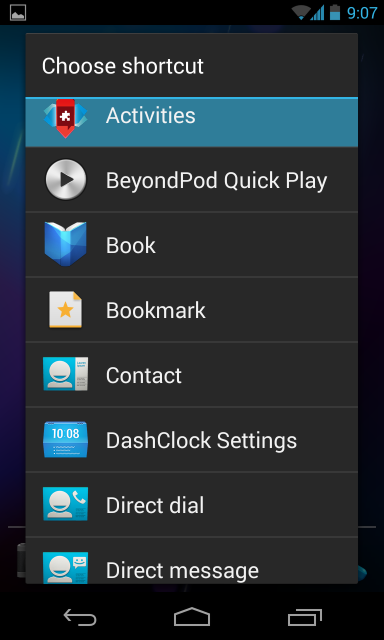 9:07
Choose shortcut
Activities
BeyondPod Quick Play
Book
Bookmark
Contact
10:08
DashClock Settings
Direct dial
Direct message